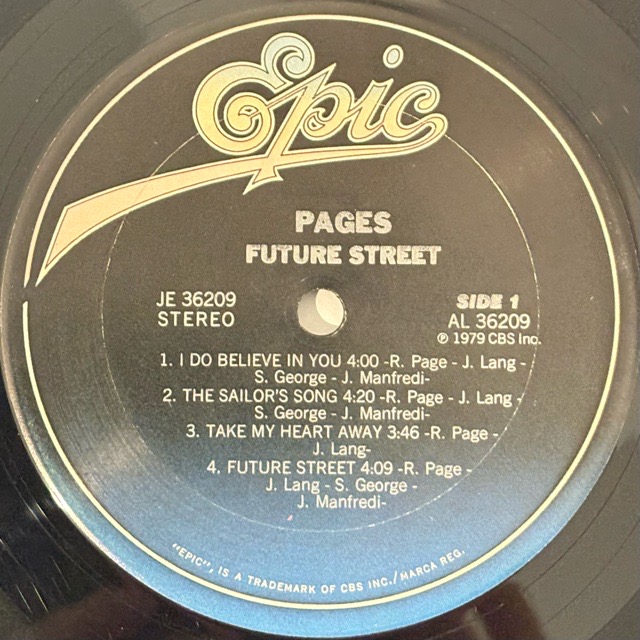 Epic
PAGES
FUTURE STREET
JE 36209
STEREO
SIDE 1
AL 36209
℗ 1979 CBS Inc.
1. I DO BELIEVE IN YOU 4:00 -R. Page - J. Lang -
S. George - J. Manfredi-
2. THE SAILOR'S SONG 4:20 -R. Page - J. Lang -
S. George - J. Manfredi-
3. TAKE MY HEART AWAY 3:46 -R. Page -
J. Lang-
4. FUTURE STREET 4:09 -R. Page -
J. Lang - S. George -
J. Manfredi-
"EPIC", IS A TRADEMARK OF CBS INC./MARCA REG.